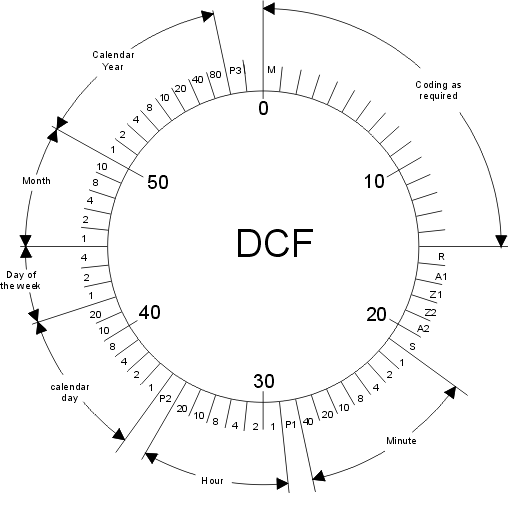 DCF
0
10
20
30
40
50
Coding as
required
M
R
A1
Z1
Z2
A2
S
1
2
4
8
10
20
40
Minute
P1
1
2
4
8
10
20
Hour
P2
1
2
4
8
10
20
calendar
day
1
2
4
Day of
the week
1
2
4
8
10
Month
1
2
4
8
10
20
40
80
Calendar
Year
P3